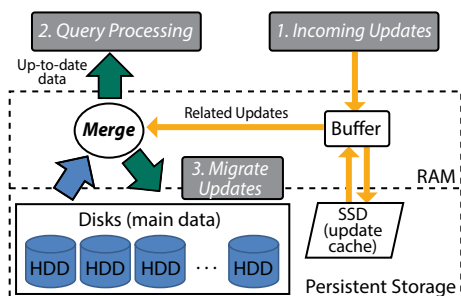 2. Query Processing
1. Incoming Updates
Up-to-date
data
Related Updates
Merge
Buffer
3. Migrate
Updates
RAM
Disks (main data)
SSD
(update
cache)
HDD HDD HDD ... HDD
Persistent Storage